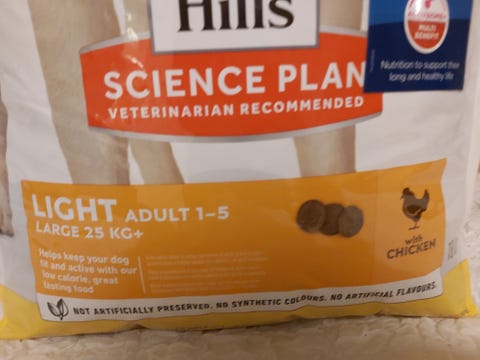 Hill's
SCIENCE PLAN
VETERINARIAN RECOMMENDED
MULTI
BENEFIT
Nutrition to support their
long and healthy life
LIGHT ADULT 1-5
LARGE 25 KG+
Helps keep your dog
fit and active with our
low calorie, great
tasting food
with
CHICKEN
NOT ARTIFICIALLY PRESERVED. NO SYNTHETIC COLOURS. NO ARTIFICIAL FLAVOURS.